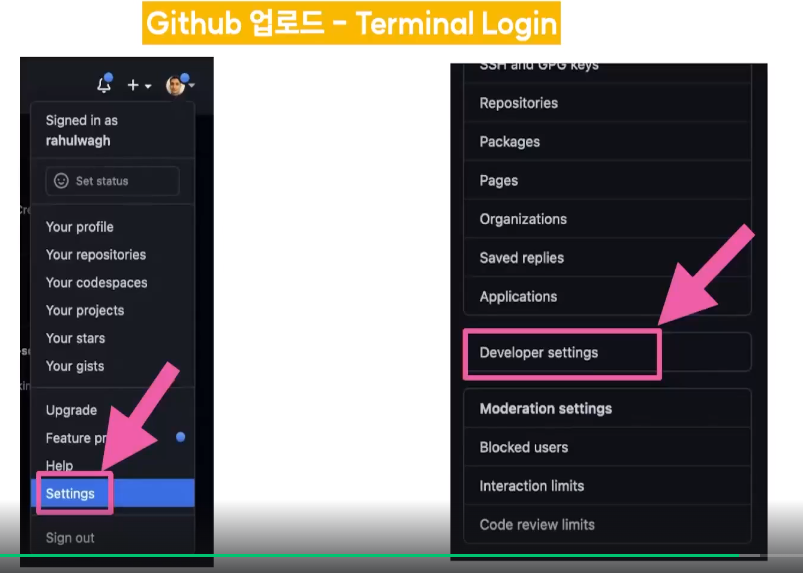 Github 업로드 - Terminal Login
Signed in as
rahulwagh
Set status
Your profile
Your repositories
Your codespaces
Your projects
Your stars
Your gists
Upgrade
Feature pr
Help
Settings
Sign out
SSH and GPG keys
Repositories
Packages
Pages
Organizations
Saved replies
Applications
Developer settings
Moderation settings
Blocked users
Interaction limits
Code review limits